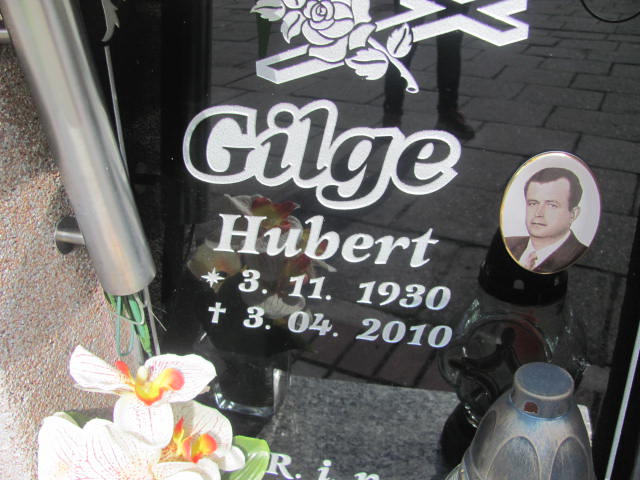 Gilge
Hubert
* 3. 11. 1930
† 3. 04. 2010
R. i. p.